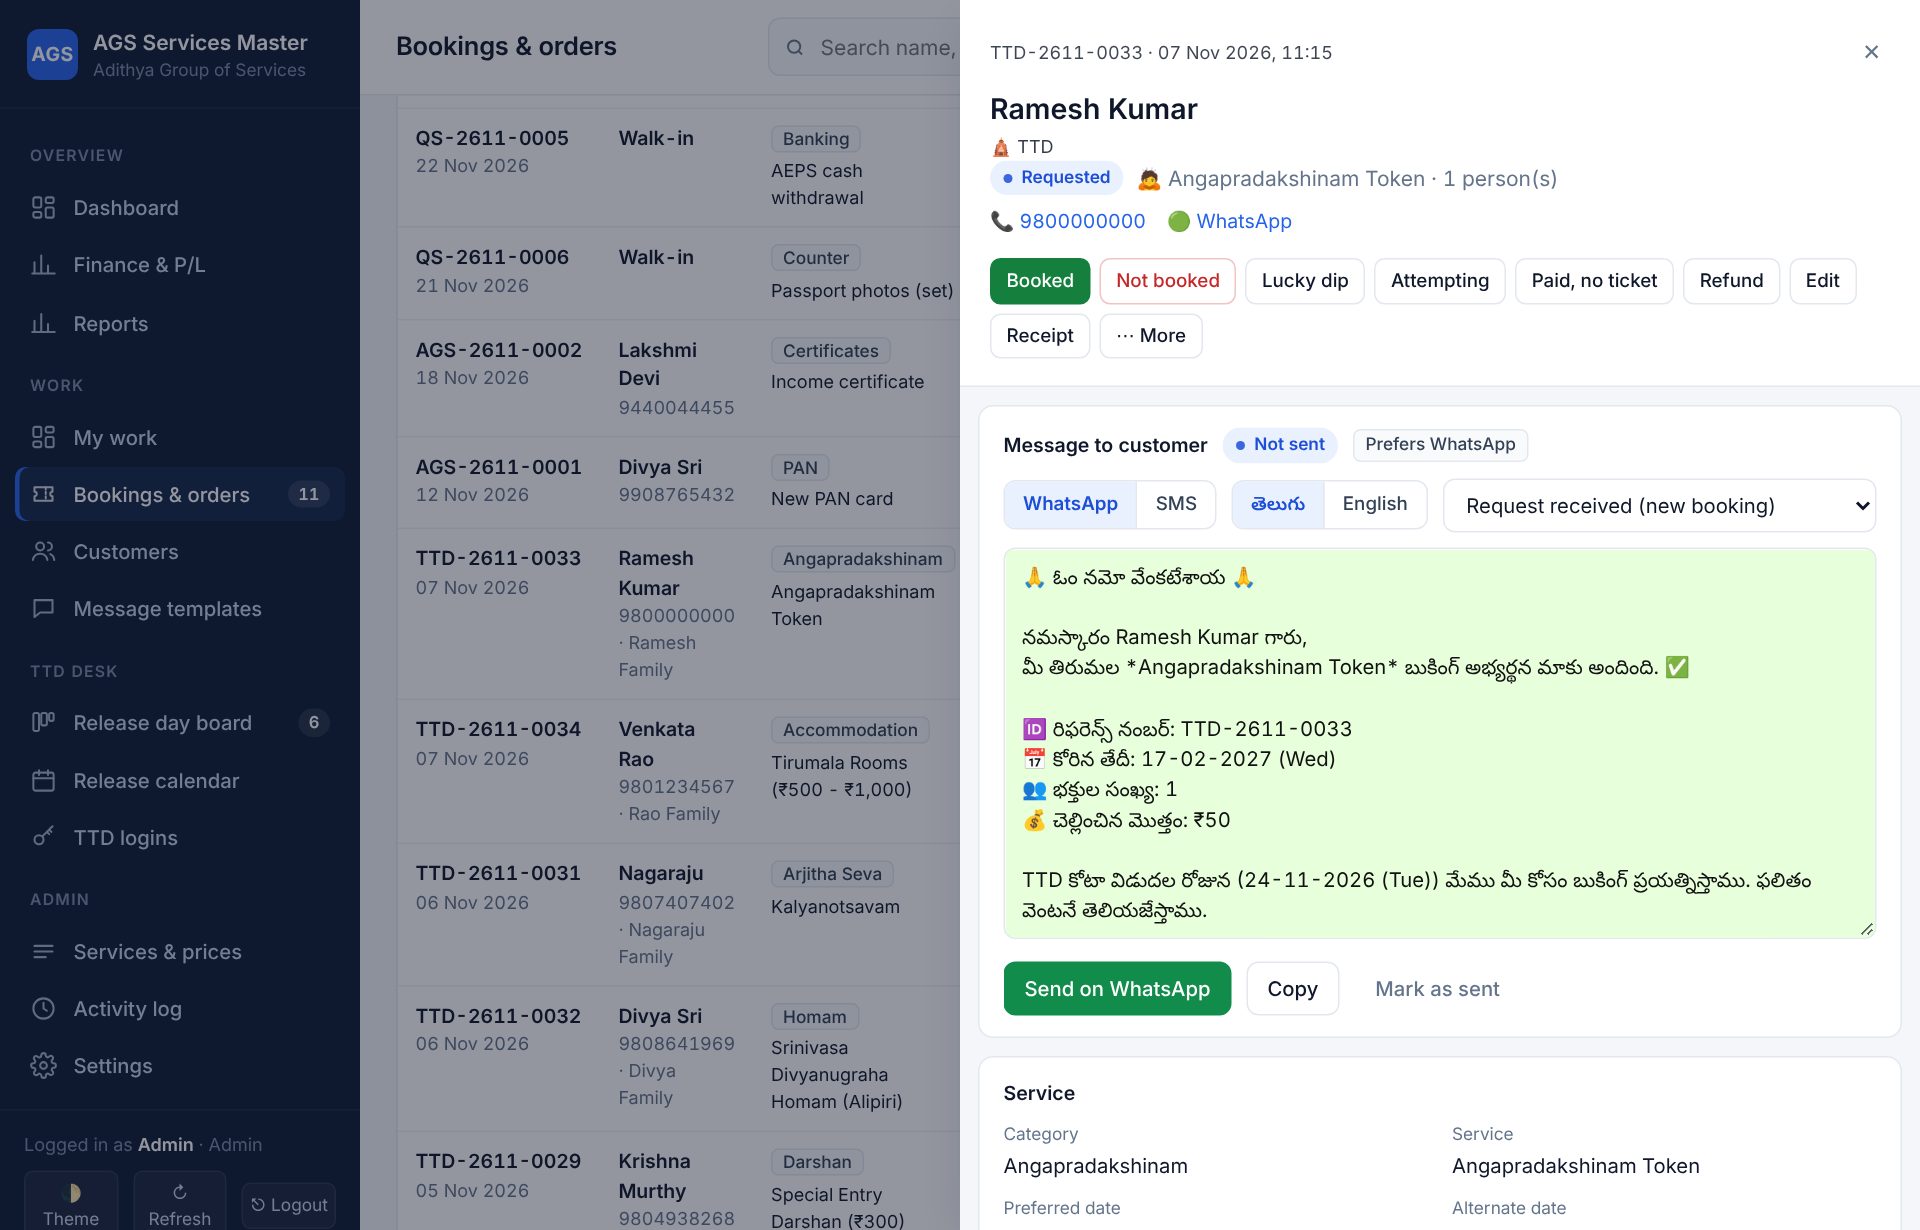 AGS
AGS Services Master
Adithya Group of Services
OVERVIEW
Dashboard
Finance & P/L
Reports
WORK
My work
Bookings & orders 11
Customers
Message templates
TTD DESK
Release day board 6
Release calendar
TTD logins
ADMIN
Services & prices
Activity log
Settings
Logged in as Admin · Admin
Theme
Refresh
Logout
Bookings & orders
Search name,
QS-2611-0005
22 Nov 2026
Walk-in
Banking
AEPS cash
withdrawal
QS-2611-0006
21 Nov 2026
Walk-in
Counter
Passport photos (set)
AGS-2611-0002
18 Nov 2026
Lakshmi
Devi
9440044455
Certificates
Income certificate
AGS-2611-0001
12 Nov 2026
Divya Sri
9908765432
PAN
New PAN card
TTD-2611-0033
07 Nov 2026
Ramesh
Kumar
9800000000
· Ramesh
Family
Angapradakshinam
Angapradakshinam
Token
TTD-2611-0034
07 Nov 2026
Venkata
Rao
9801234567
· Rao Family
Accommodation
Tirumala Rooms
(₹500 - ₹1,000)
TTD-2611-0031
06 Nov 2026
Nagaraju
9807407402
· Nagaraju
Family
Arjitha Seva
Kalyanotsavam
TTD-2611-0032
06 Nov 2026
Divya Sri
9808641969
· Divya
Family
Homam
Srinivasa
Divyanugraha
Homam (Alipiri)
TTD-2611-0029
05 Nov 2026
Krishna
Murthy
9804938268
Darshan
Special Entry
Darshan (₹300)
TTD-2611-0033 · 07 Nov 2026, 11:15
Ramesh Kumar
🛕 TTD
Requested 🙇 Angapradakshinam Token · 1 person(s)
📞 9800000000 🟢 WhatsApp
Booked Not booked Lucky dip Attempting Paid, no ticket Refund Edit
Receipt ··· More
Message to customer Not sent Prefers WhatsApp
WhatsApp SMS తెలుగు English Request received (new booking)
🙏 ఓం నమో వేంకటేశాయ 🙏
నమస్కారం Ramesh Kumar గారు,
మీ తిరుమల *Angapradakshinam Token* బుకింగ్ అభ్యర్థన మాకు అందింది. ✅
🆔 రిఫరెన్స్ నంబర్: TTD-2611-0033
📅 కోరిన తేదీ: 17-02-2027 (Wed)
👥 భక్తుల సంఖ్య: 1
💰 చెల్లించిన మొత్తం: ₹50
TTD కోటా విడుదల రోజున (24-11-2026 (Tue)) మేము మీ కోసం బుకింగ్ ప్రయత్నిస్తాము. ఫలితం
వెంటనే తెలియజేస్తాము.
Send on WhatsApp Copy Mark as sent
Service
Category
Angapradakshinam
Service
Angapradakshinam Token
Preferred date
Alternate date